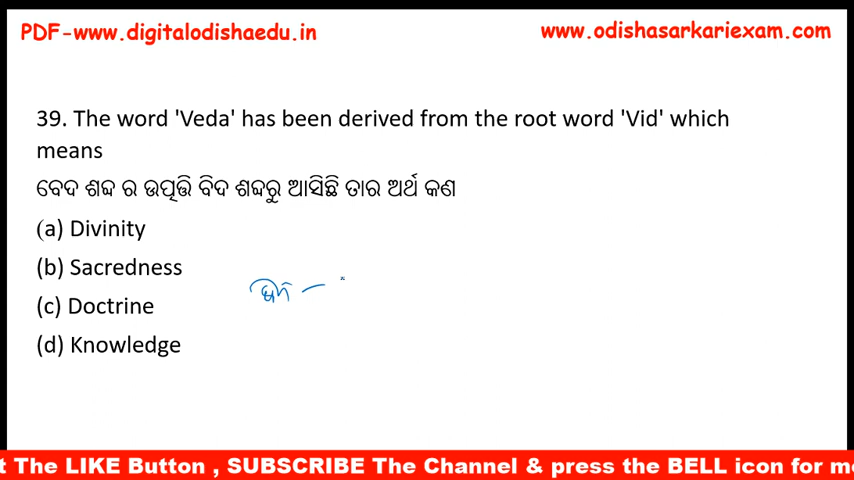 PDF-www.digitalodishaedu.in
www.odishasarkariexam.com
39. The word 'Veda' has been derived from the root word 'Vid' which
means
ବେଦ ଶବ୍ଦ ର ଉତ୍ପତ୍ତି ବିଦ ଶବ୍ଦରୁ ଆସିଛି ତାର ଅର୍ଥ କଣ
(a) Divinity
(b) Sacredness
(c) Doctrine
(d) Knowledge
t The LIKE Button , SUBSCRIBE The Channel & press the BELL icon for mo